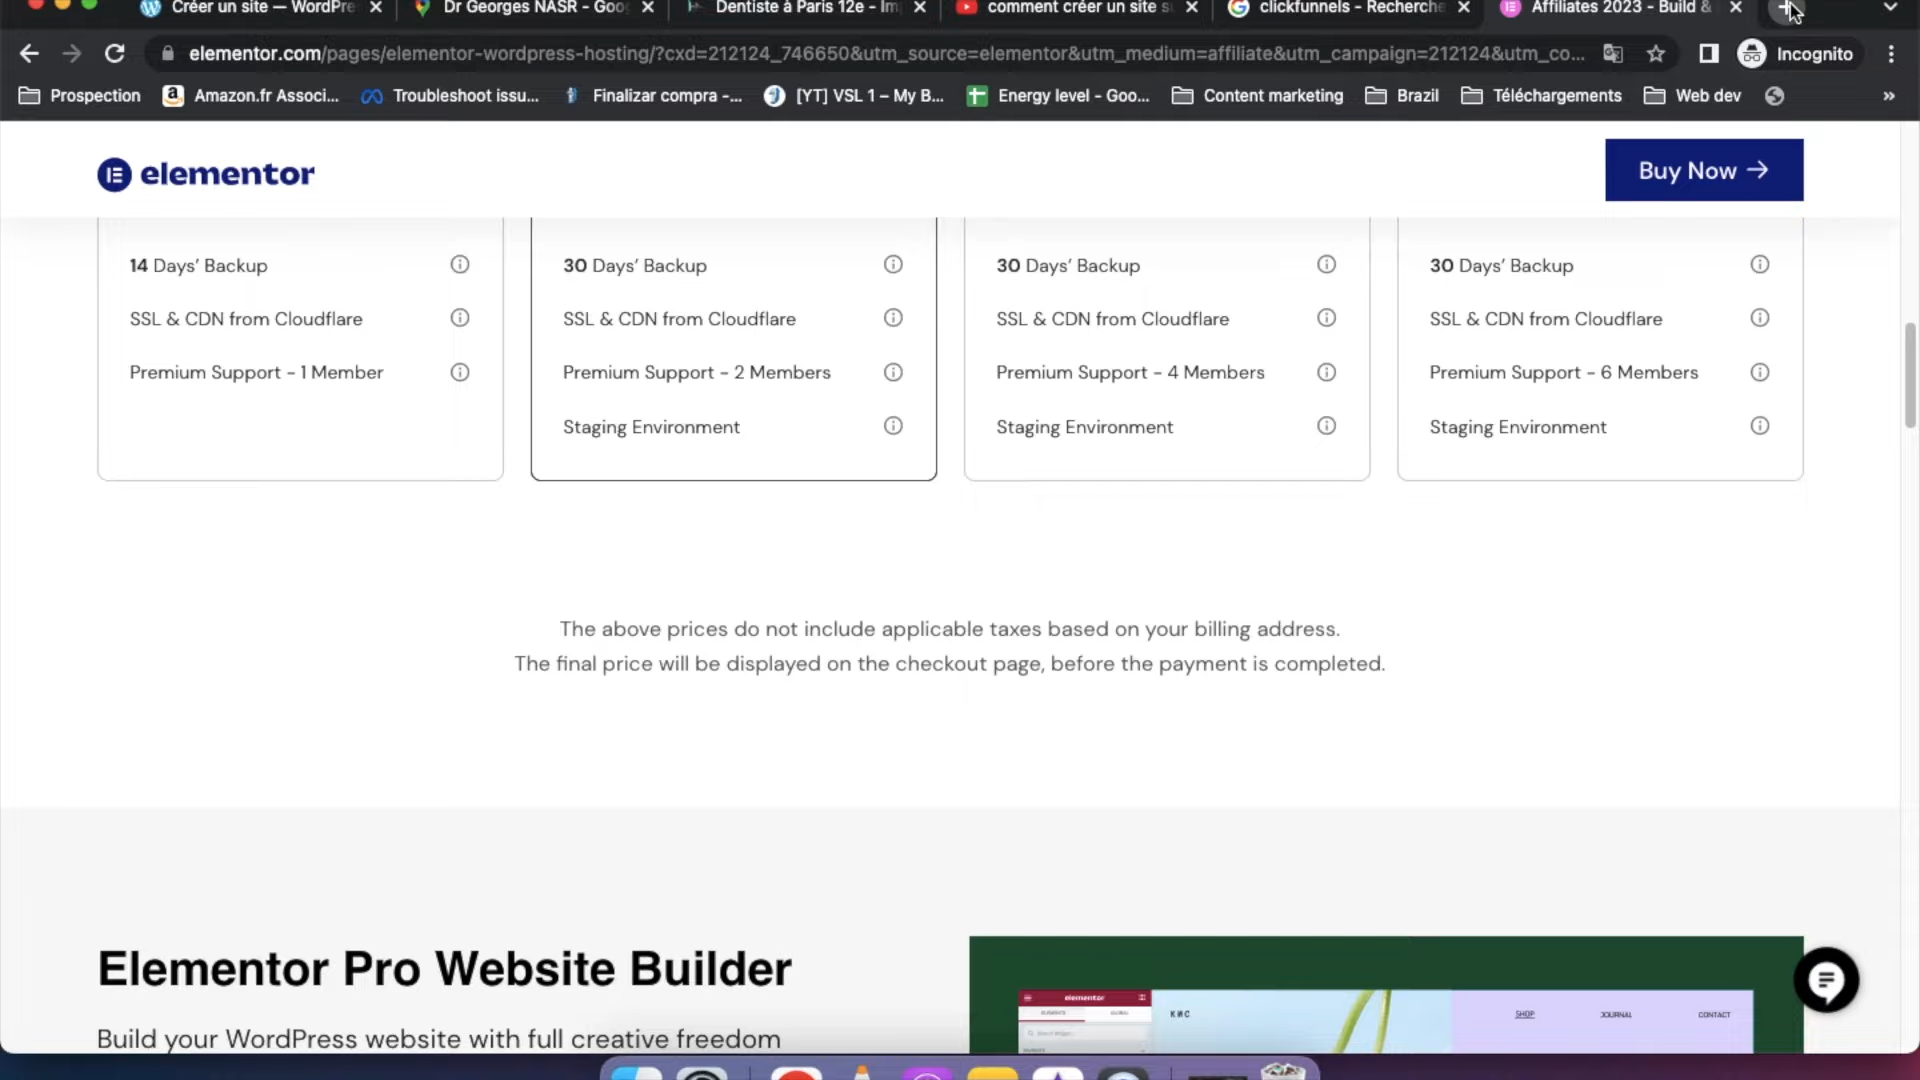 Créer un site — WordPre
Dr Georges NASR - Goo
Dentiste à Paris 12e - Im
comment créer un site s
clickfunnels - Recherche
Affiliates 2023 - Build &
elementor.com/pages/elementor-wordpress-hosting/?cxd=212124_746650&utm_source=elementor&utm_medium=affiliate&utm_campaign=212124&utm_co...
Incognito
Prospection
Amazon.fr Associ...
Troubleshoot issu...
Finalizar compra -...
[YT] VSL 1 – My B...
Energy level - Goo...
Content marketing
Brazil
Téléchargements
Web dev
»
elementor
Buy Now →
14 Days’ Backup
SSL & CDN from Cloudflare
Premium Support - 1 Member
30 Days’ Backup
SSL & CDN from Cloudflare
Premium Support - 2 Members
Staging Environment
30 Days’ Backup
SSL & CDN from Cloudflare
Premium Support - 4 Members
Staging Environment
30 Days’ Backup
SSL & CDN from Cloudflare
Premium Support - 6 Members
Staging Environment
The above prices do not include applicable taxes based on your billing address.
The final price will be displayed on the checkout page, before the payment is completed.
Elementor Pro Website Builder
Build your WordPress website with full creative freedom
elementor
ELEMENTS
GLOBAL
SHOP
JOURNAL
CONTACT